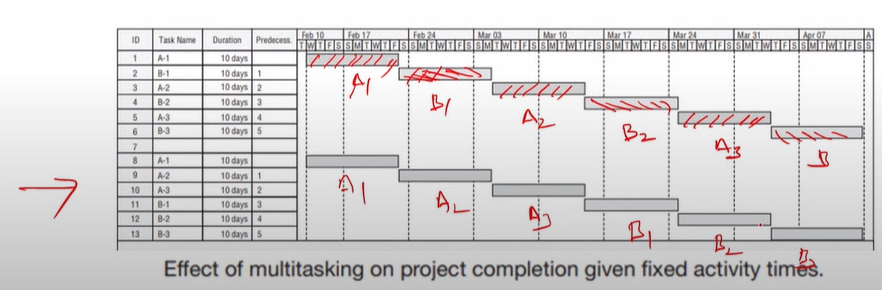 ID Task Name Duration Predecess. Feb 10 Feb 17 Feb 24 Mar 03 Mar 10 Mar 17 Mar 24 Mar 31 Apr 07 A
T W T F S S M T W T F S S M T W T F S S M T W T F S S M T W T F S S M T W T F S S M T W T F S S M T W T F S S M T W T F S S
1 A-1 10 days
2 B-1 10 days 1
3 A-2 10 days 2
4 B-2 10 days 3
5 A-3 10 days 4
6 B-3 10 days 5
7
8 A-1 10 days
9 A-2 10 days 1
10 A-3 10 days 2
11 B-1 10 days 3
12 B-2 10 days 4
13 B-3 10 days 5
A1
B1
A2
B2
A3
B
A1
A2
A3
B1
B2
Effect of multitasking on project completion given fixed activity times.